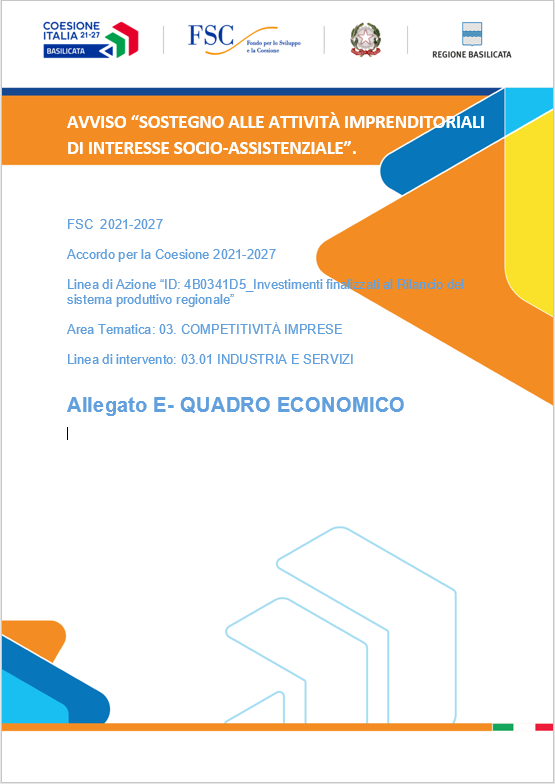 COESIONE
ITALIA 21-27
BASILICATA
FSC
Fondo per lo Sviluppo
e la Coesione
REGIONE BASILICATA
AVVISO “SOSTEGNO ALLE ATTIVITÀ IMPRENDITORIALI
DI INTERESSE SOCIO-ASSISTENZIALE”.
FSC 2021-2027
Accordo per la Coesione 2021-2027
Linea di Azione “ID: 4B0341D5_Investimenti finalizzati al Rilancio del
sistema produttivo regionale”
Area Tematica: 03. COMPETITIVITÀ IMPRESE
Linea di intervento: 03.01 INDUSTRIA E SERVIZI
Allegato E- QUADRO ECONOMICO